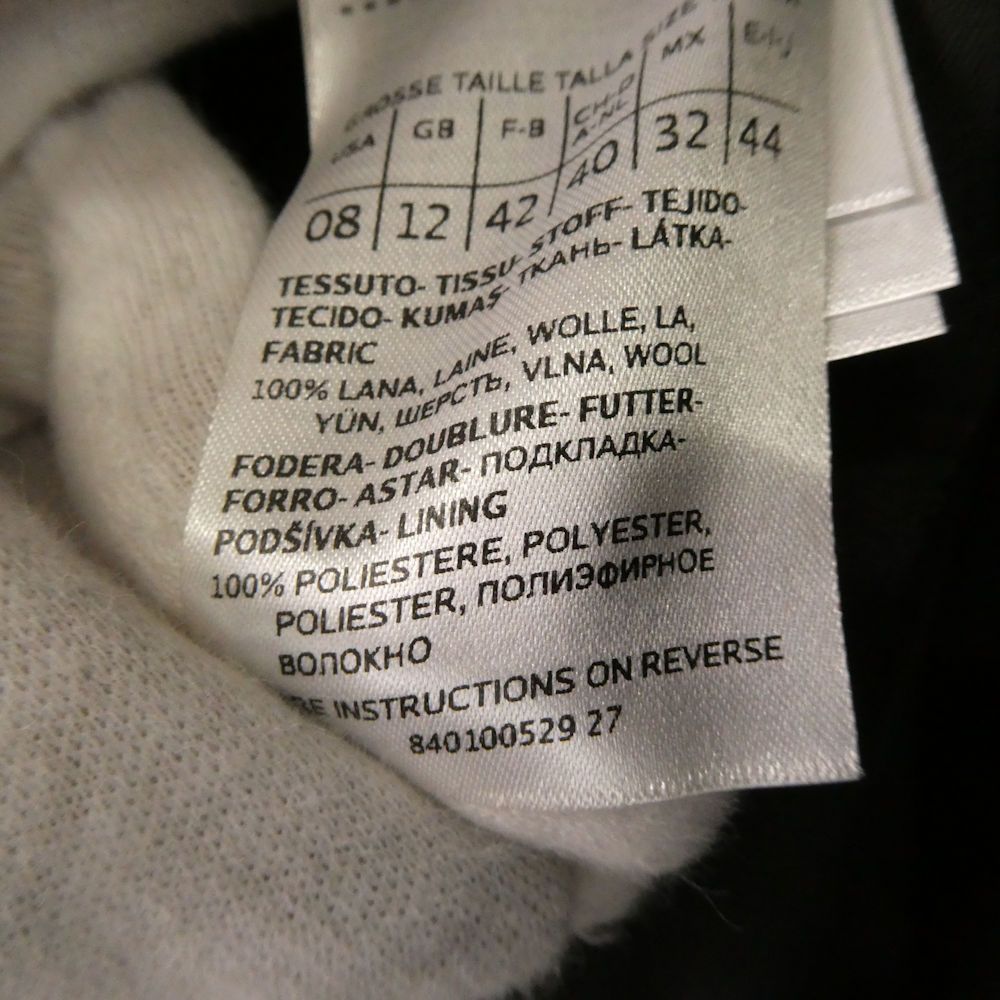 GROSSE TAILLE TALLA SIZE
USA GB F-B CH-D A-NL MX E-I-J
08 12 42 40 32 44
TESSUTO- TISSU- STOFF- TEJIDO-
TECIDO- KUMAS- ТКАНЬ- LÁTKA-
FABRIC
100% LANA, LAINE, WOLLE, LA,
YÜN, ШЕРСТЬ, VLNA, WOOL
FODERA- DOUBLURE- FUTTER-
FORRO- ASTAR- ПОДКЛАДКА-
PODŠÍVKA- LINING
100% POLIESTERE, POLYESTER,
POLIESTER, ПОЛИЭФИРНОЕ
ВОЛОКНО
RE INSTRUCTIONS ON REVERSE
840100529 27